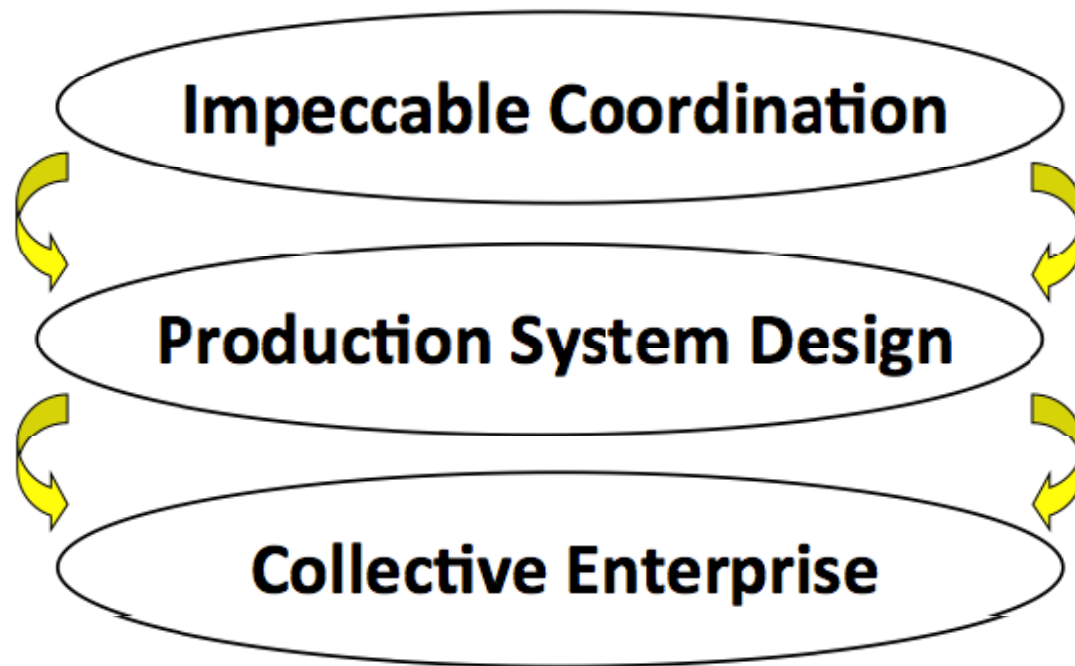 Impeccable Coordination
Production System Design
Collective Enterprise